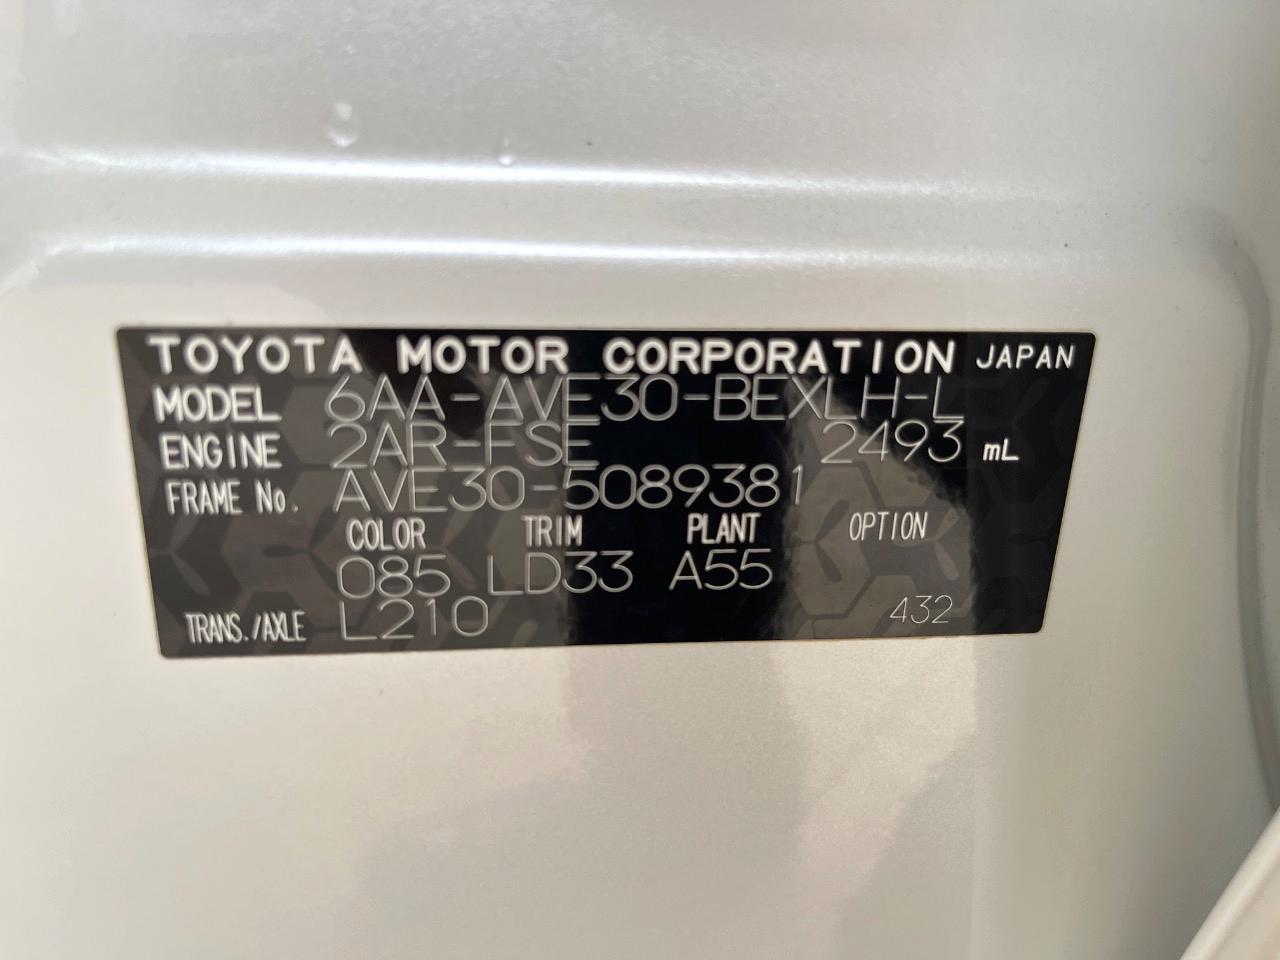 TOYOTA MOTOR CORPORATION JAPAN
MODEL 6AA-AVE30-BEXLH-L
ENGINE 2AR-FSE 2493 mL
FRAME No. AVE30-5089381
COLOR TRIM PLANT OPTION
085 LD33 A55
TRANS./AXLE L210 432